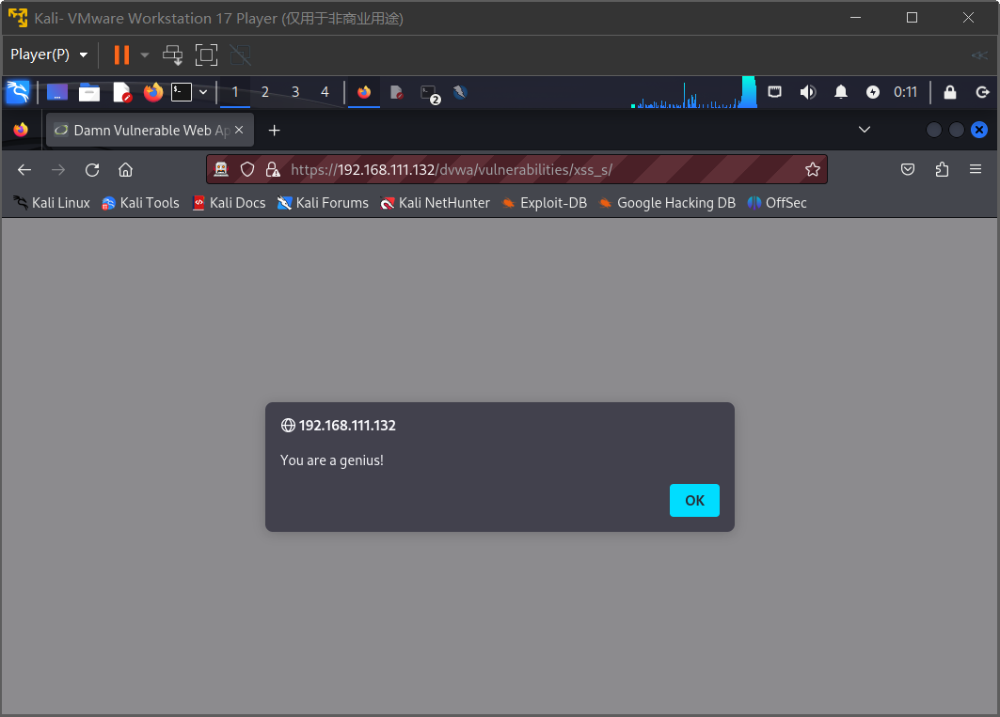 Kali- VMware Workstation 17 Player (仅用于非商业用途)
Player(P)
1 2 3 4 2 0:11
Damn Vulnerable Web Ap
https://192.168.111.132/dvwa/vulnerabilities/xss_s/
Kali Linux Kali Tools Kali Docs Kali Forums Kali NetHunter Exploit-DB Google Hacking DB OffSec
192.168.111.132
You are a genius!
OK